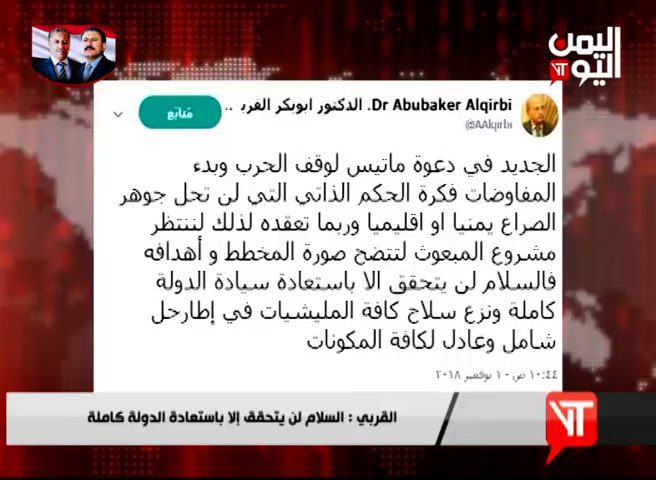 اليمن
اليوم
Dr Abubaker Alqirbi. الدكتور ابوبكر القرب ..
@AAlqirbi
مُتابَع
الجديد في دعوة ماتيس لوقف الحرب وبدء
المفاوضات فكرة الحكم الذاتي التي لن تحل جوهر
الصراع يمنيا او اقليميا وربما تعقده لذلك لننتظر
مشروع المبعوث لتتضح صورة المخطط و أهدافه
فالسلام لن يتحقق الا باستعادة سيادة الدولة
كاملة ونزع سلاح كافة المليشيات في إطارحل
شامل وعادل لكافة المكونات
١٠:٤٤ ص - ١ نوفمبر ٢٠١٨
القربي : السلام لن يتحقق إلا باستعادة الدولة كاملة